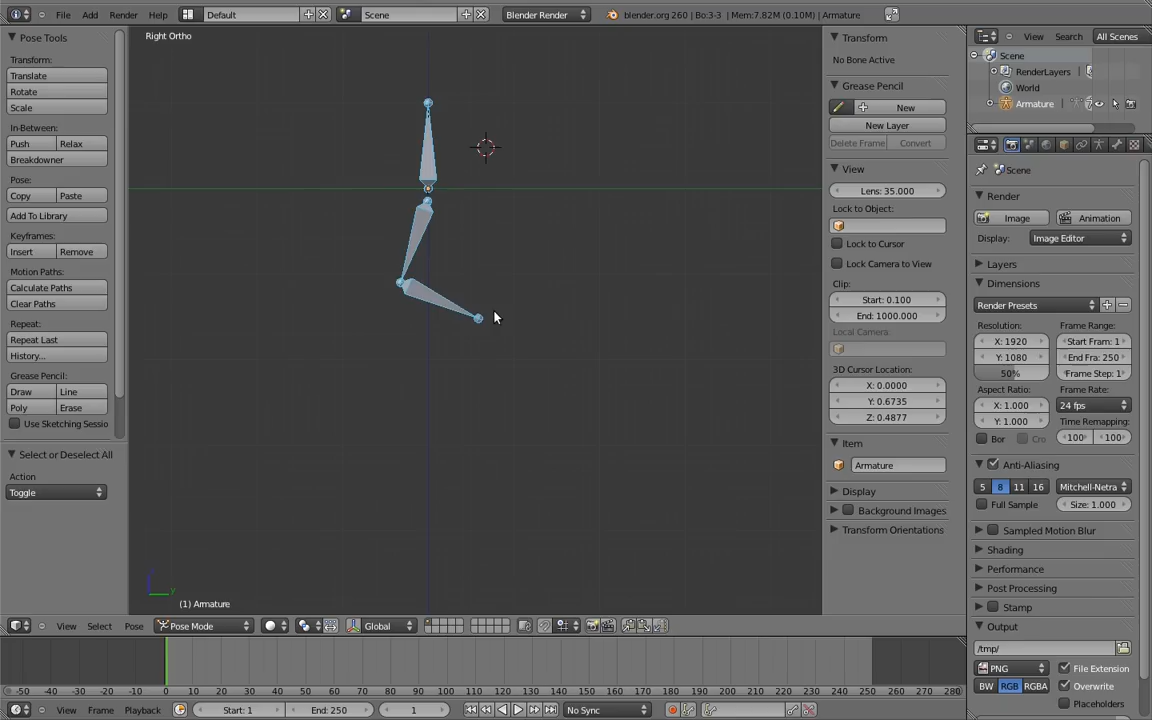 File Add Render Help Default Scene Blender Render blender.org 260 | Bo:3-3 | Mem:7.82M (0.10M) | Armature
Pose Tools
Transform:
Translate
Rotate
Scale
In-Between:
Push Relax
Breakdowner
Pose:
Copy Paste
Add To Library
Keyframes:
Insert Remove
Motion Paths:
Calculate Paths
Clear Paths
Repeat:
Repeat Last
History...
Grease Pencil:
Draw Line
Poly Erase
Use Sketching Sessio
Select or Deselect All
Action
Toggle
Right Ortho
y
(1) Armature
Transform
No Bone Active
Grease Pencil
New
New Layer
Delete Frame Convert
View
Lens: 35.000
Lock to Object:
Lock to Cursor
Lock Camera to View
Clip:
Start: 0.100
End: 1000.000
Local Camera:
3D Cursor Location:
X: 0.0000
Y: 0.6735
Z: 0.4877
Item
Armature
Display
Background Images
Transform Orientations
View Search All Scenes
Scene
RenderLayers
World
Armature
Scene
Render
Image Animation
Display: Image Editor
Layers
Dimensions
Render Presets
Resolution: Frame Range:
X: 1920 Start Fram: 1
Y: 1080 End Fra: 250
50% Frame Step: 1
Aspect Ratio: Frame Rate:
X: 1.000 24 fps
Y: 1.000 Time Remapping:
Bor Cro 100 100
Anti-Aliasing
5 8 11 16 Mitchell-Netra
Full Sample Size: 1.000
Sampled Motion Blur
Shading
Performance
Post Processing
Stamp
Output
/tmp/
PNG File Extension
BW RGB RGBA Overwrite
Placeholders
View Select Pose Pose Mode Global
-50 -40 -30 -20 -10 0 10 20 30 40 50 60 70 80 90 100 110 120 130 140 150 160 170 180 190 200 210 220 230 240 250 260 270 280
View Frame Playback Start: 1 End: 250 1 No Sync